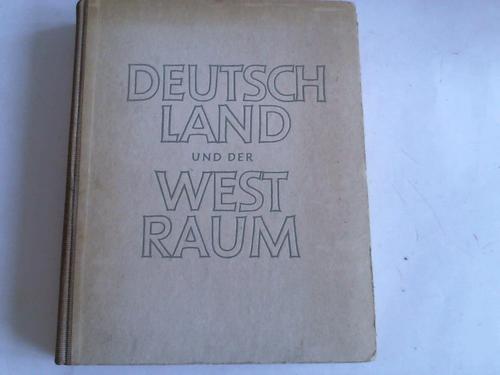 DEUTSCH
LAND
UND DER
WEST
RAUM